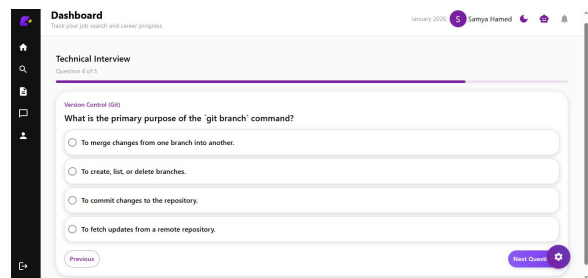 Dashboard
Track your job search and career progress
January 2026
S
Samya Hamed
Technical Interview
Question 4 of 5
Version Control (Git)
What is the primary purpose of the `git branch` command?
To merge changes from one branch into another.
To create, list, or delete branches.
To commit changes to the repository.
To fetch updates from a remote repository.
Previous
Next Questi